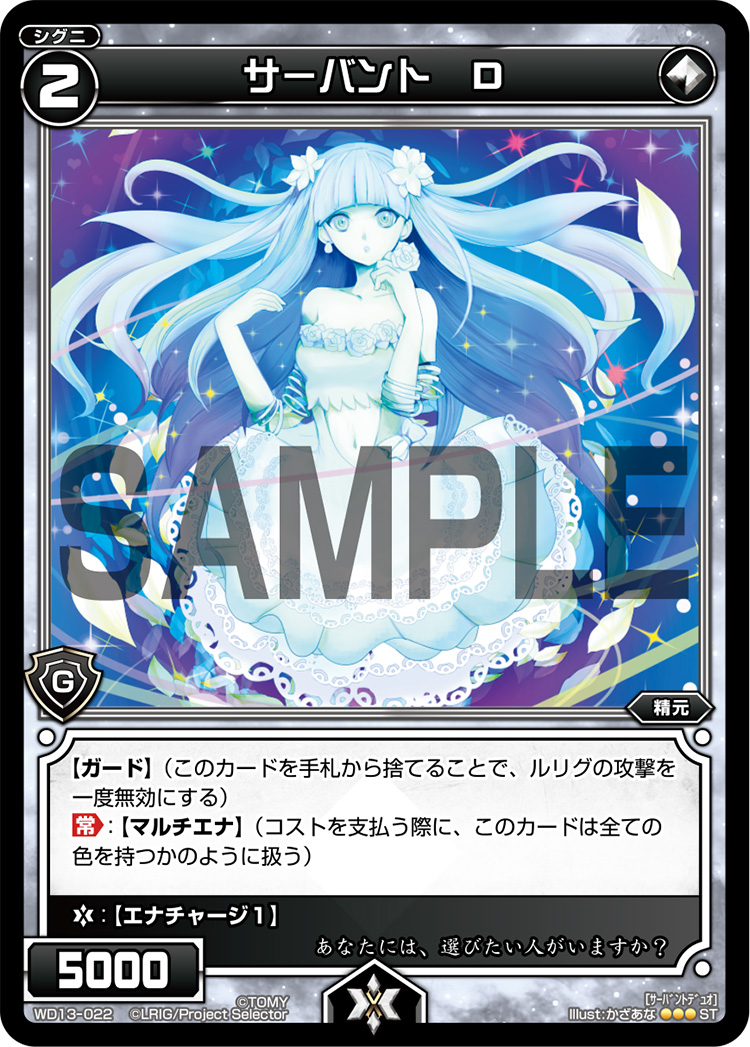 シグニ
2
サーバント D
SAMPLE
G
精元
【ガード】（このカードを手札から捨てることで、ルリグの攻撃を
一度無効にする）
常：【マルチエナ】（コストを支払う際に、このカードは全ての
色を持つかのように扱う）
：【エナチャージ１】
あなたには、選びたい人がいますか？
5000
WD13-022 ©LRIG/Project Selector
©TOMY
[サーバントデュオ]
Illust:かざあな ST